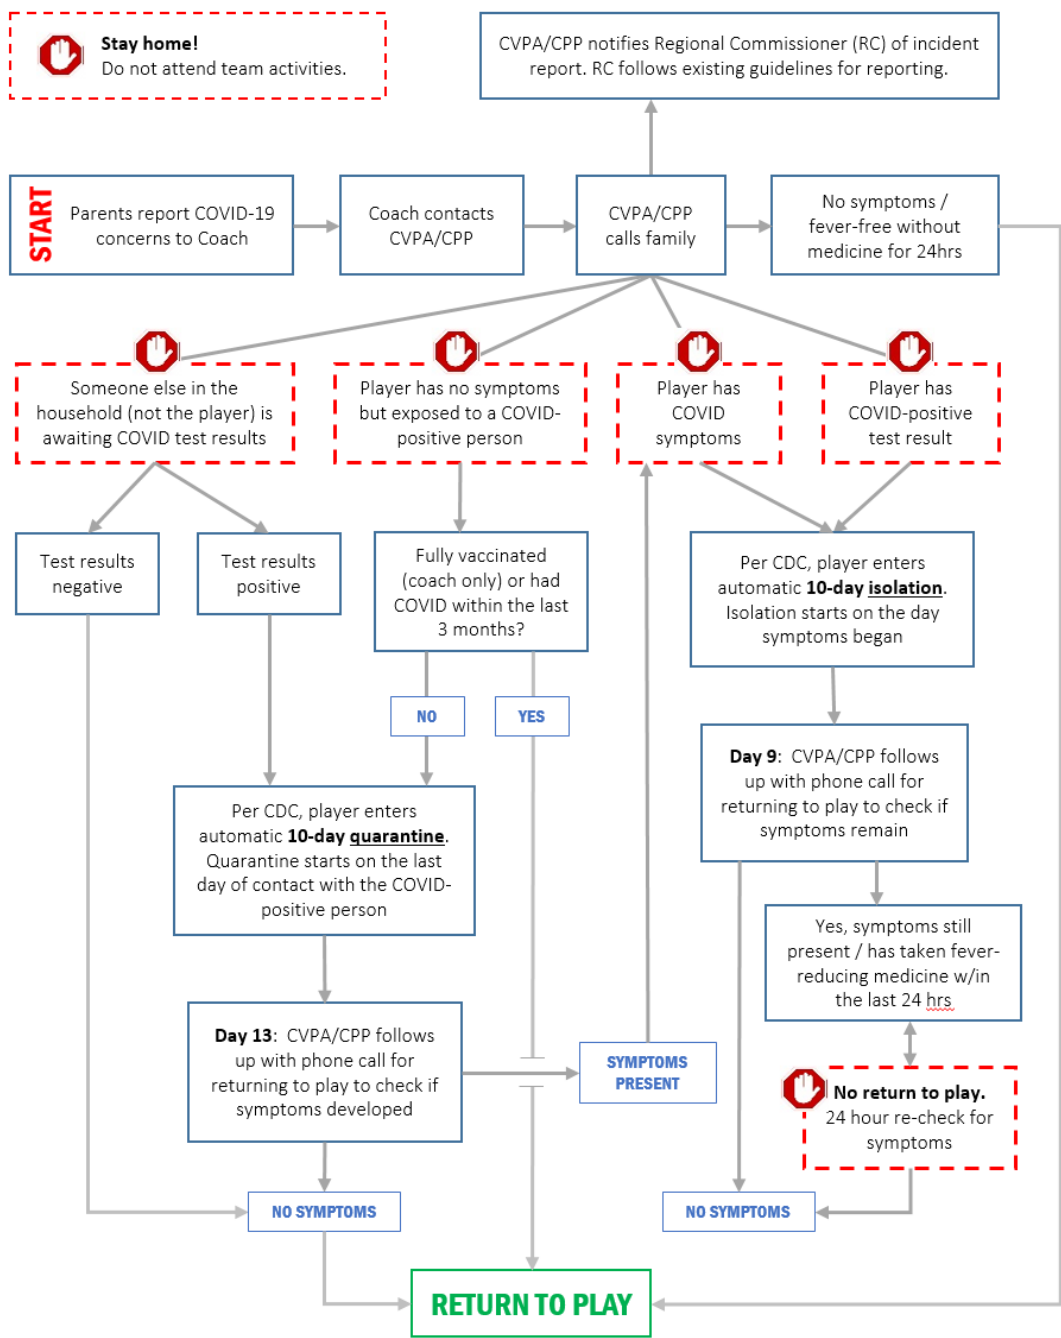 Stay home!
Do not attend team activities.
CVPA/CPP notifies Regional Commissioner (RC) of incident
report. RC follows existing guidelines for reporting.
START
Parents report COVID-19
concerns to Coach
Coach contacts
CVPA/CPP
CVPA/CPP
calls family
No symptoms /
fever-free without
medicine for 24hrs
Someone else in the
household (not the player) is
awaiting COVID test results
Player has no symptoms
but exposed to a COVID-
positive person
Player has
COVID
symptoms
Player has
COVID-positive
test result
Test results
negative
Test results
positive
Fully vaccinated
(coach only) or had
COVID within the last
3 months?
Per CDC, player enters
automatic 10-day isolation.
Isolation starts on the day
symptoms began
NO
YES
Per CDC, player enters
automatic 10-day quarantine.
Quarantine starts on the last
day of contact with the COVID-
positive person
Day 9: CVPA/CPP follows
up with phone call for
returning to play to check if
symptoms remain
Yes, symptoms still
present / has taken fever-
reducing medicine w/in
the last 24 hrs
Day 13: CVPA/CPP follows
up with phone call for
returning to play to check if
symptoms developed
SYMPTOMS
PRESENT
No return to play.
24 hour re-check for
symptoms
NO SYMPTOMS
NO SYMPTOMS
RETURN TO PLAY